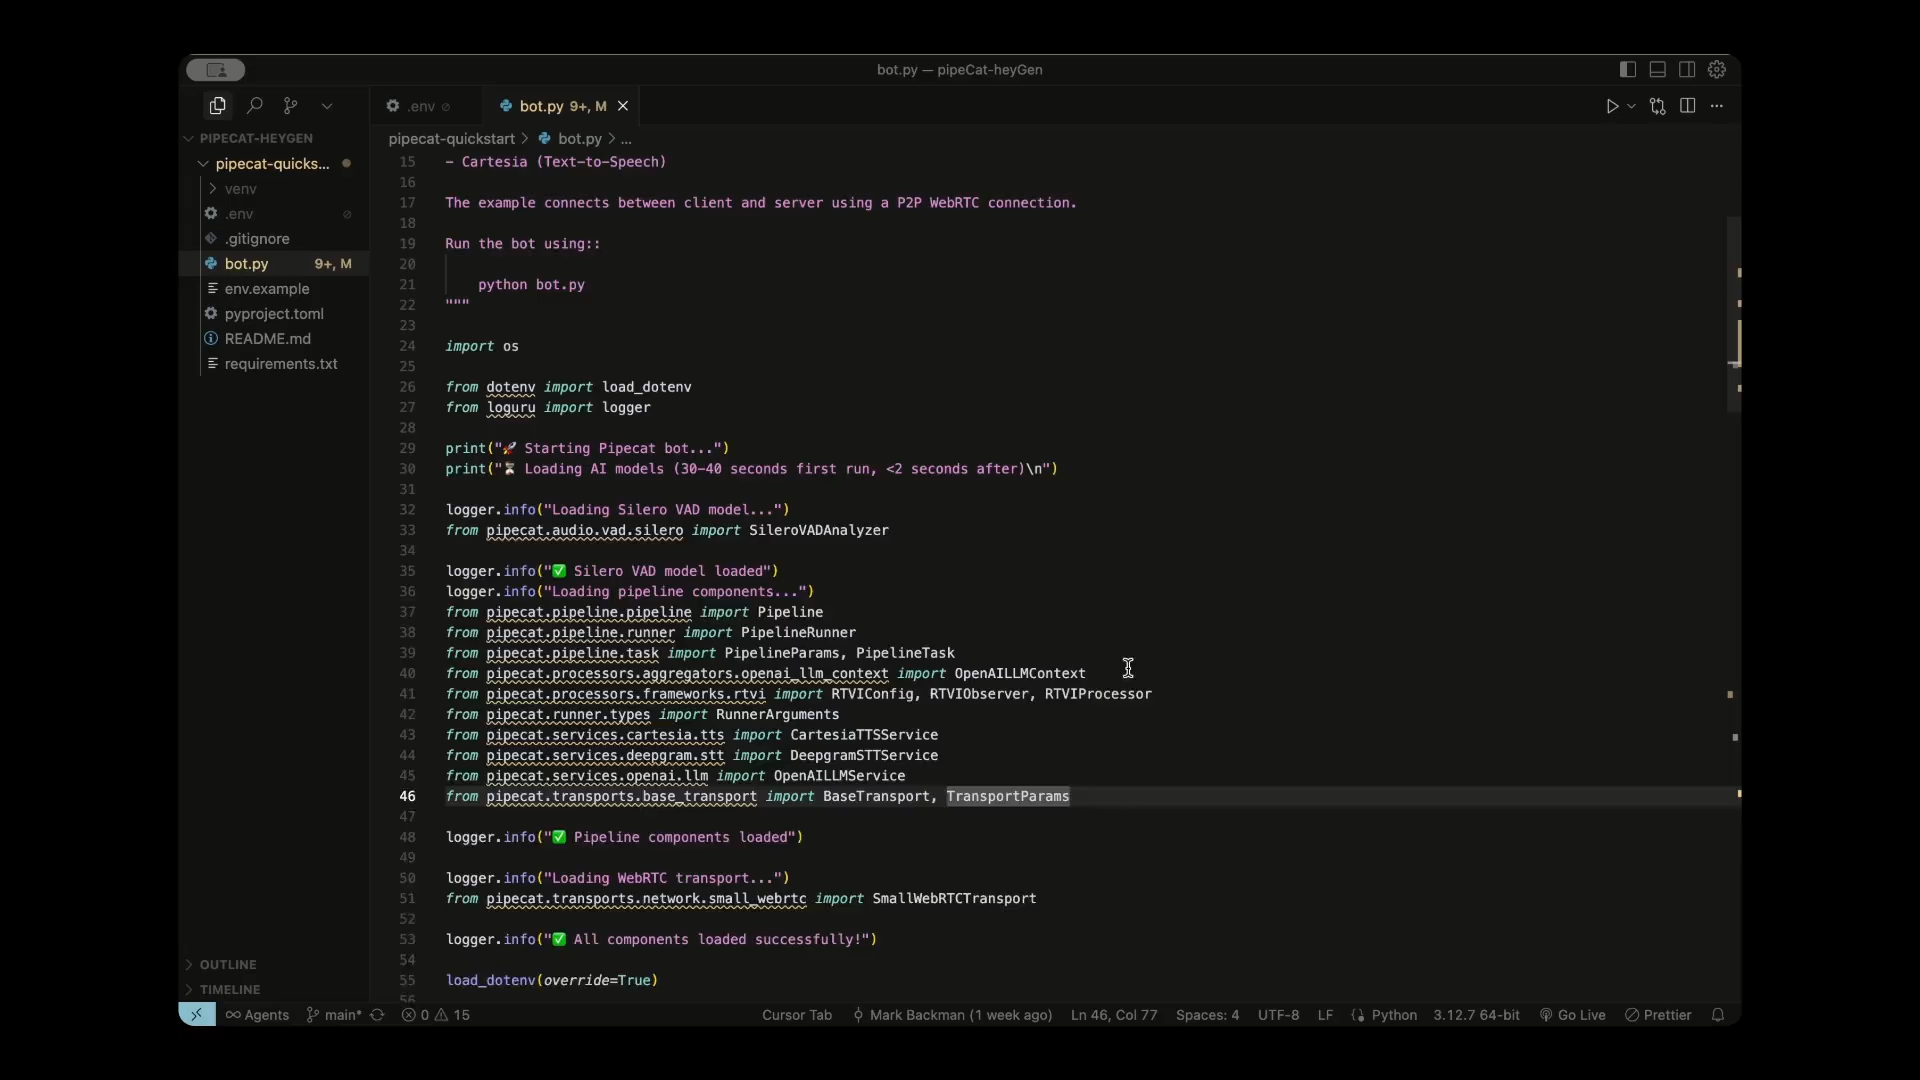 bot.py — pipeCat-heyGen
.env
bot.py 9+, M
PIPECAT-HEYGEN
pipecat-quickstart > bot.py > ...
pipecat-quicks...
venv
.env
.gitignore
bot.py 9+, M
env.example
pyproject.toml
README.md
requirements.txt
15 - Cartesia (Text-to-Speech)
16
17 The example connects between client and server using a P2P WebRTC connection.
18
19 Run the bot using::
20
21 python bot.py
22 """
23
24 import os
25
26 from dotenv import load_dotenv
27 from loguru import logger
28
29 print("🚀 Starting Pipecat bot...")
30 print("⏳ Loading AI models (30-40 seconds first run, <2 seconds after)\n")
31
32 logger.info("Loading Silero VAD model...")
33 from pipecat.audio.vad.silero import SileroVADAnalyzer
34
35 logger.info("✅ Silero VAD model loaded")
36 logger.info("Loading pipeline components...")
37 from pipecat.pipeline.pipeline import Pipeline
38 from pipecat.pipeline.runner import PipelineRunner
39 from pipecat.pipeline.task import PipelineParams, PipelineTask
40 from pipecat.processors.aggregators.openai_llm_context import OpenAILLMContext
41 from pipecat.processors.frameworks.rtvi import RTVIConfig, RTVIObserver, RTVIProcessor
42 from pipecat.runner.types import RunnerArguments
43 from pipecat.services.cartesia.tts import CartesiaTTSService
44 from pipecat.services.deepgram.stt import DeepgramSTTService
45 from pipecat.services.openai.llm import OpenAILLMService
46 from pipecat.transports.base_transport import BaseTransport, TransportParams
47
48 logger.info("✅ Pipeline components loaded")
49
50 logger.info("Loading WebRTC transport...")
51 from pipecat.transports.network.small_webrtc import SmallWebRTCTransport
52
53 logger.info("✅ All components loaded successfully!")
54
55 load_dotenv(override=True)
56
OUTLINE
TIMELINE
Agents main* 0 15 Cursor Tab Mark Backman (1 week ago) Ln 46, Col 77 Spaces: 4 UTF-8 LF Python 3.12.7 64-bit Go Live Prettier